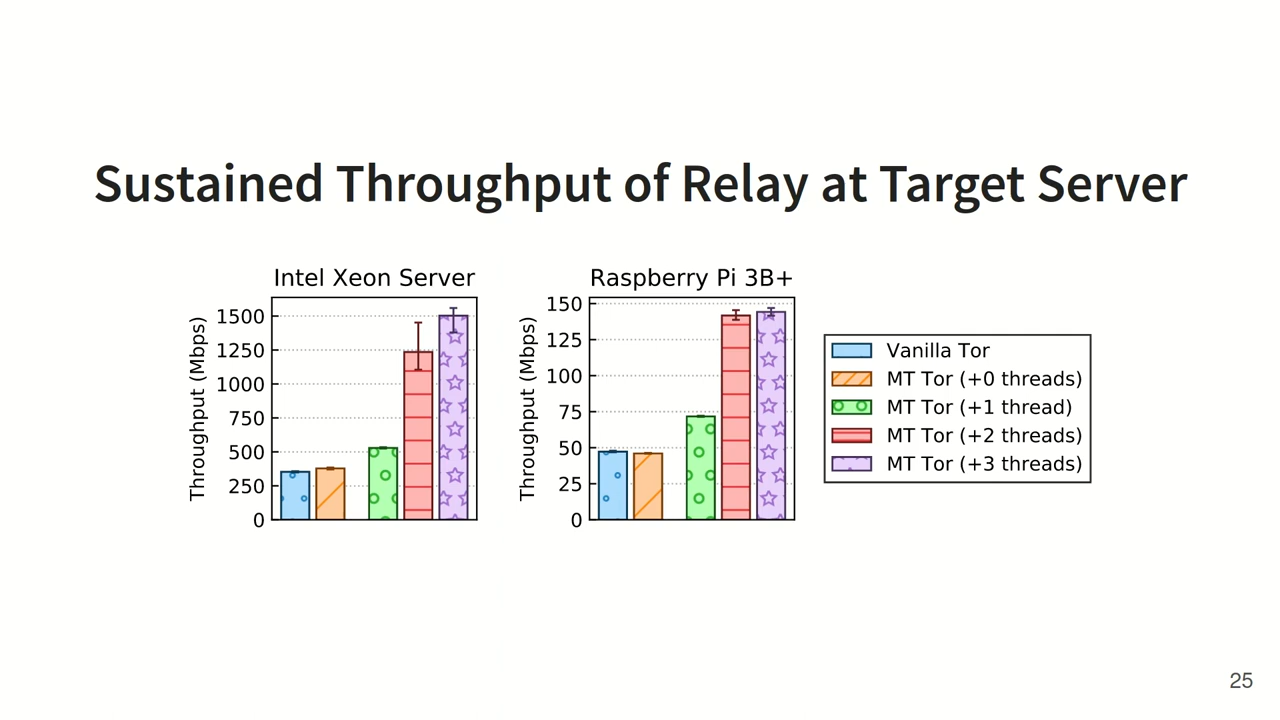 Sustained Throughput of Relay at Target Server
Intel Xeon Server
Throughput (Mbps)
1500
1250
1000
750
500
250
0
Raspberry Pi 3B+
Throughput (Mbps)
150
125
100
75
50
25
0
Vanilla Tor
MT Tor (+0 threads)
MT Tor (+1 thread)
MT Tor (+2 threads)
MT Tor (+3 threads)
25